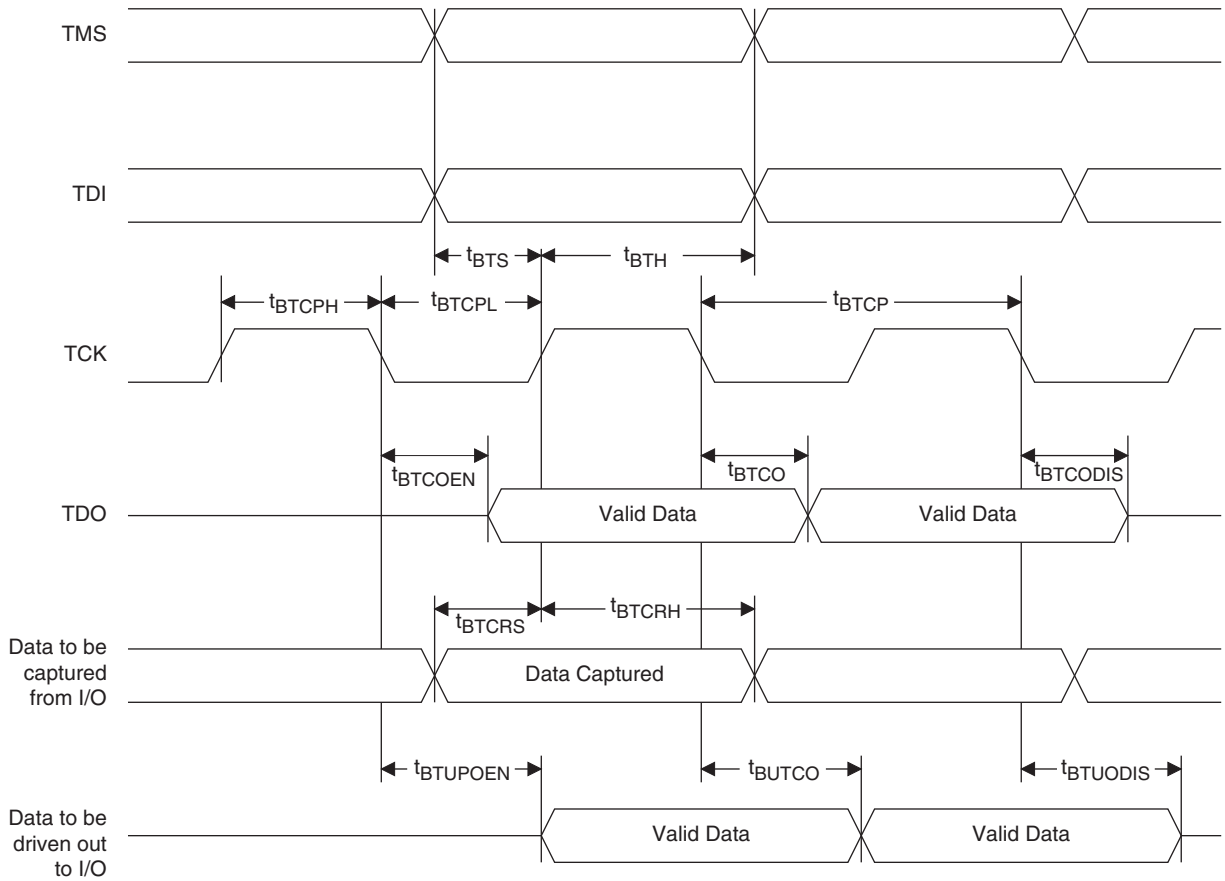 TMS
TDI
tBTS
tBTH
tBTCPH
tBTCPL
tBTCP
TCK
tBTCOEN
tBTCO
tBTCODIS
TDO
Valid Data
Valid Data
tBTCRS
tBTCRH
Data to be
captured
from I/O
Data Captured
tBTUPOEN
tBUTCO
tBTUODIS
Data to be
driven out
to I/O
Valid Data
Valid Data